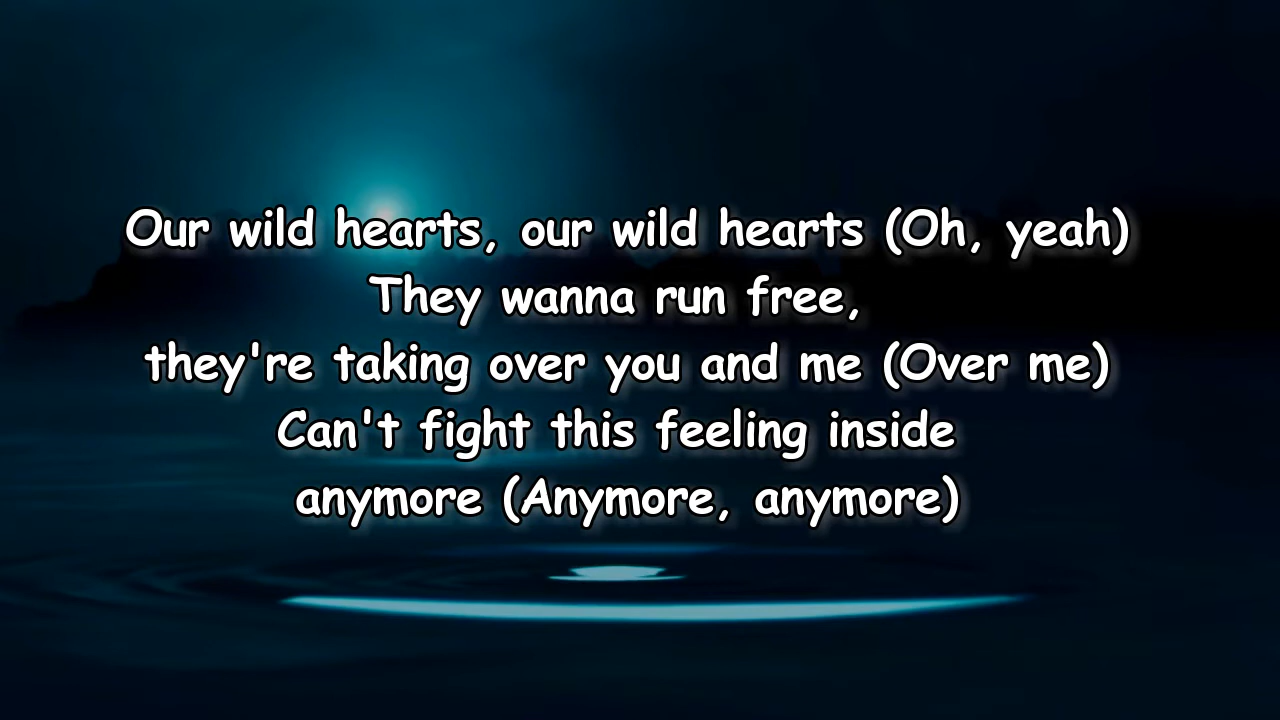 Our wild hearts, our wild hearts (Oh, yeah)
They wanna run free,
they're taking over you and me (Over me)
Can't fight this feeling inside
anymore (Anymore, anymore)